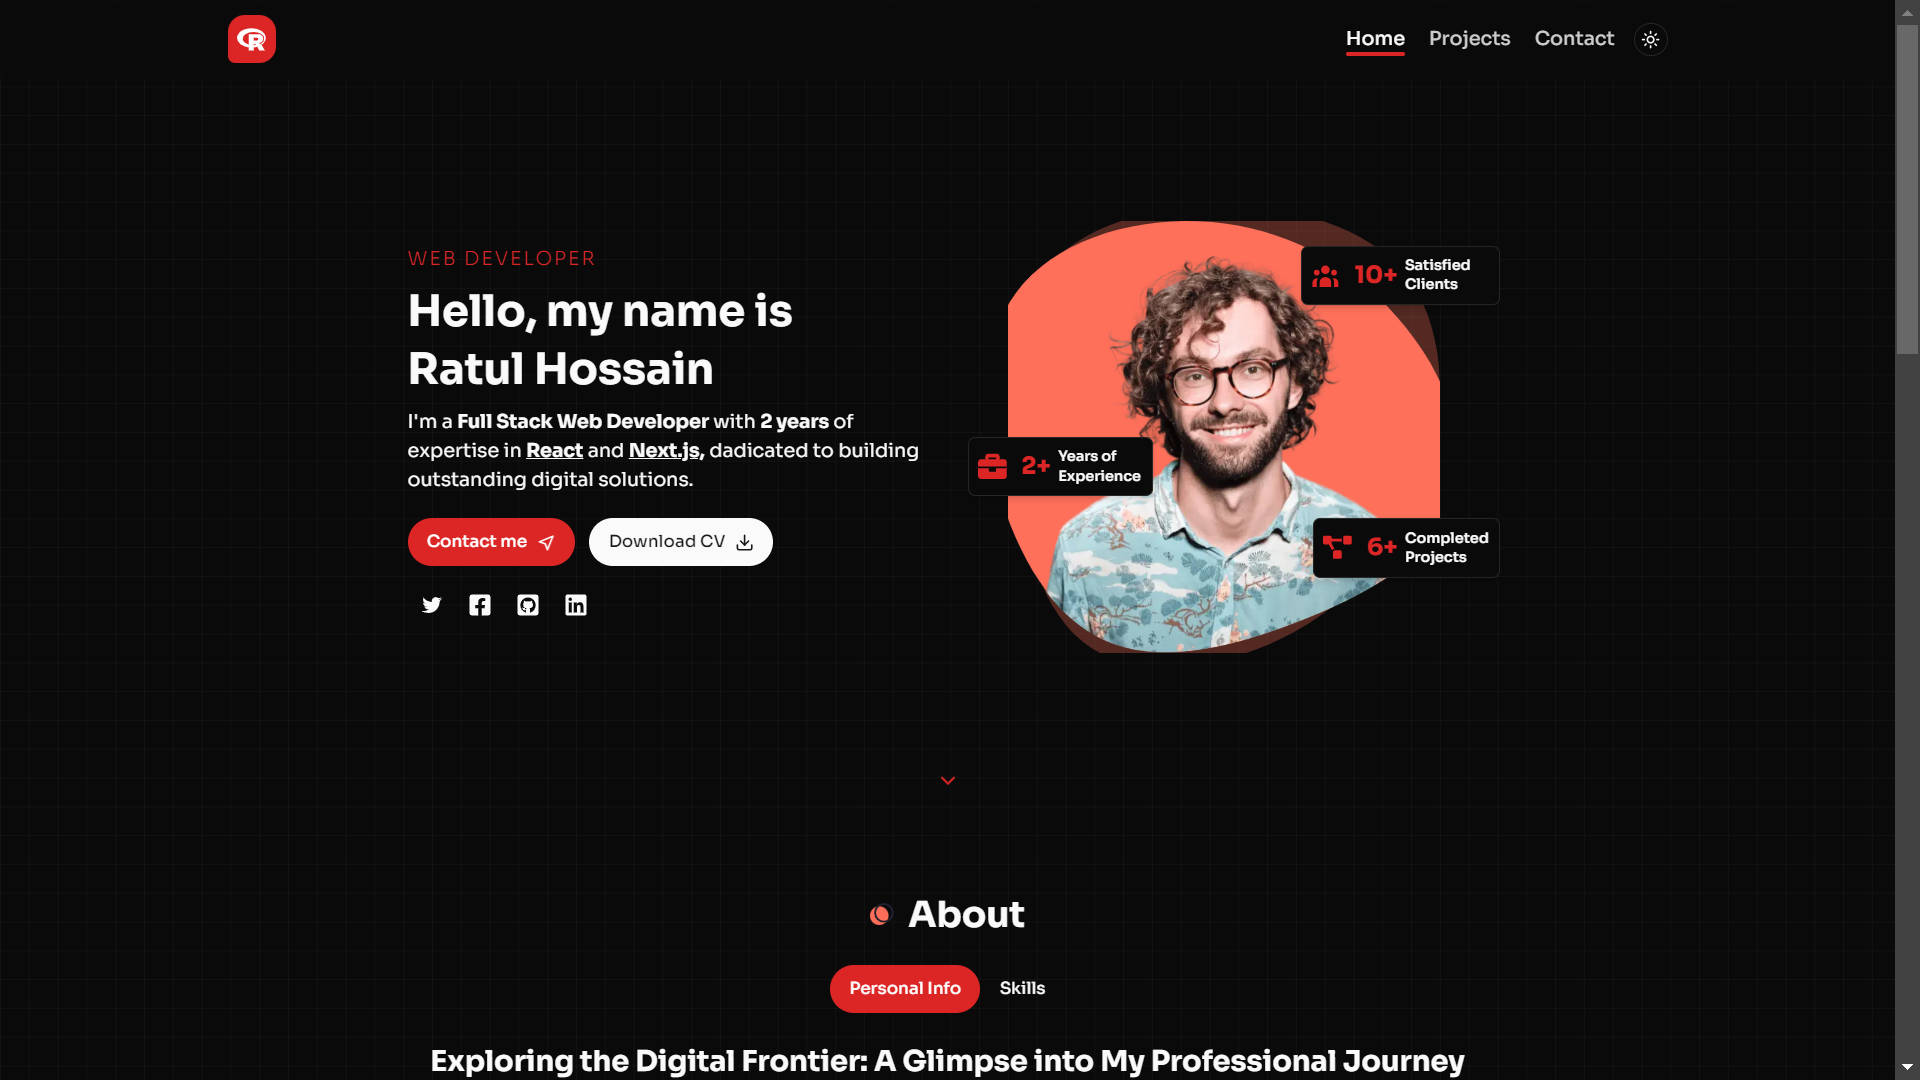 R
Home
Projects
Contact
WEB DEVELOPER
Hello, my name is
Ratul Hossain
I'm a Full Stack Web Developer with 2 years of
expertise in React and Next.js, dadicated to building
outstanding digital solutions.
Contact me
Download CV
10+ Satisfied
Clients
2+ Years of
Experience
6+ Completed
Projects
About
Personal Info
Skills
Exploring the Digital Frontier: A Glimpse into My Professional Journey